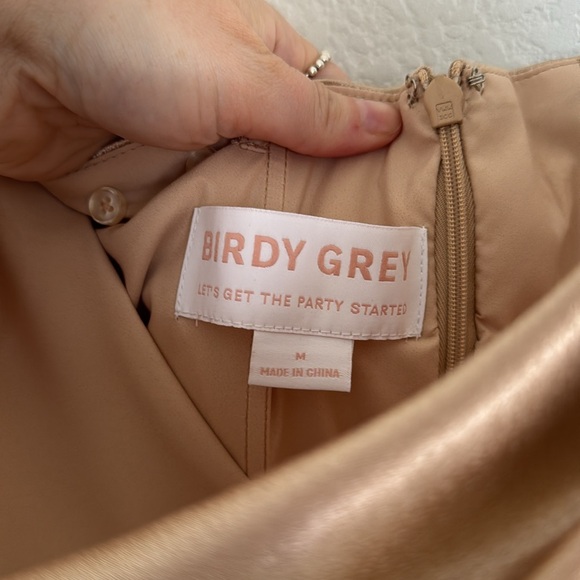 BIRDY GREY
LET'S GET THE PARTY STARTED
M
MADE IN CHINA